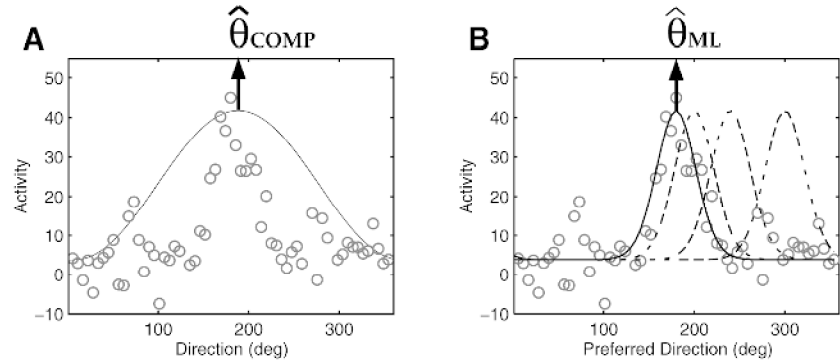 A
θ̂COMP
50
40
30
20
10
0
−10
Activity
100
200
300
Direction (deg)
B
θ̂ML
50
40
30
20
10
0
−10
Activity
100
200
300
Preferred Direction (deg)